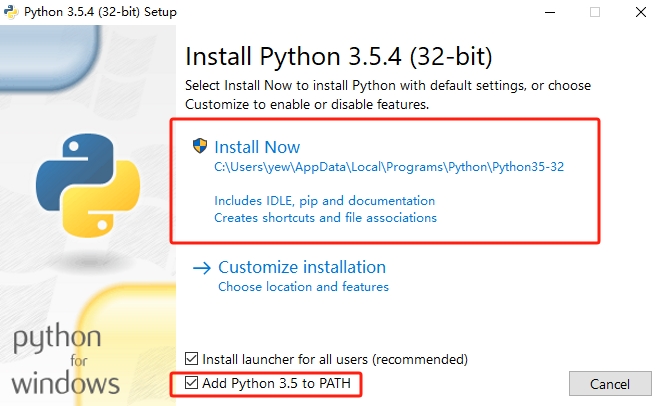 Python 3.5.4 (32-bit) Setup
Install Python 3.5.4 (32-bit)
Select Install Now to install Python with default settings, or choose
Customize to enable or disable features.
Install Now
C:\Users\yew\AppData\Local\Programs\Python\Python35-32
Includes IDLE, pip and documentation
Creates shortcuts and file associations
Customize installation
Choose location and features
python
for
windows
Install launcher for all users (recommended)
Add Python 3.5 to PATH
Cancel